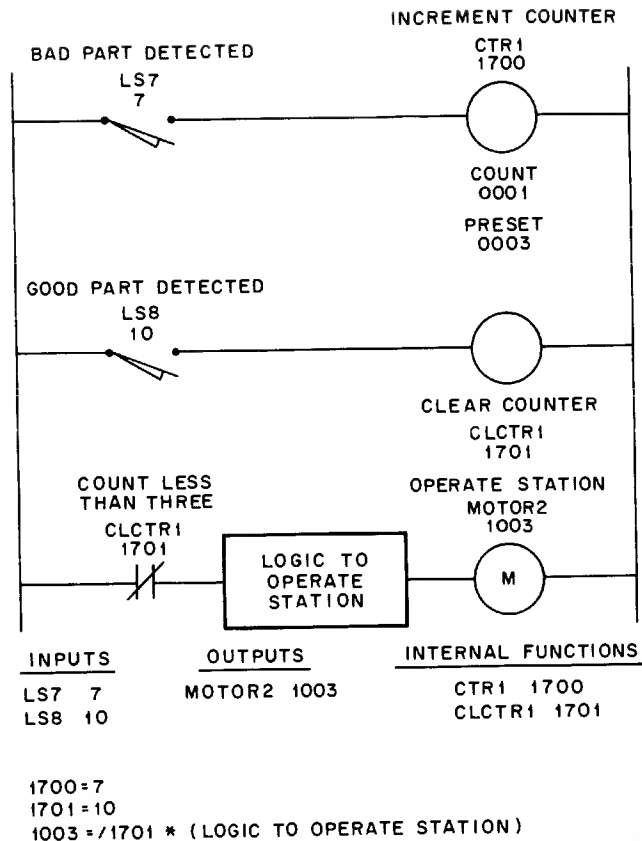 INCREMENT COUNTER
CTR1
1700
BAD PART DETECTED
LS7
7
COUNT
0001
PRESET
0003
GOOD PART DETECTED
LS8
10
CLEAR COUNTER
CLCTR1
1701
COUNT LESS
THAN THREE
CLCTR1
1701
OPERATE STATION
MOTOR2
1003
LOGIC TO
OPERATE
STATION
M
INPUTS
LS7 7
LS8 10
OUTPUTS
MOTOR2 1003
INTERNAL FUNCTIONS
CTR1 1700
CLCTR1 1701
1700=7
1701=10
1003=/1701 * (LOGIC TO OPERATE STATION)